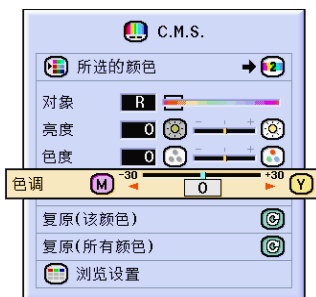 C.M.S.
所选的颜色 2
对象 R
亮度 0 - +
色度 0 - +
色调 M -30 0 +30 Y
复原(该颜色)
复原(所有颜色)
浏览设置